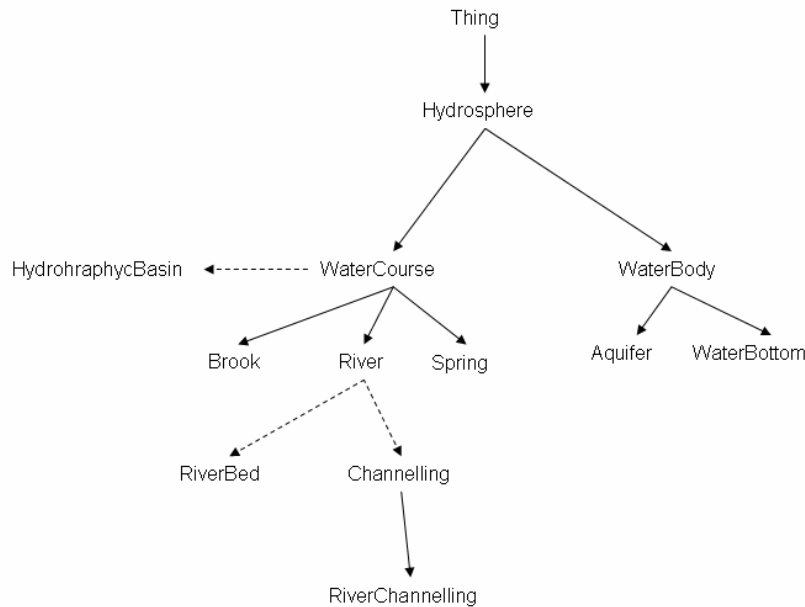 Thing
Hydrosphere
HydrohraphycBasin
WaterCourse
WaterBody
Brook
River
Spring
Aquifer
WaterBottom
RiverBed
Channelling
RiverChannelling